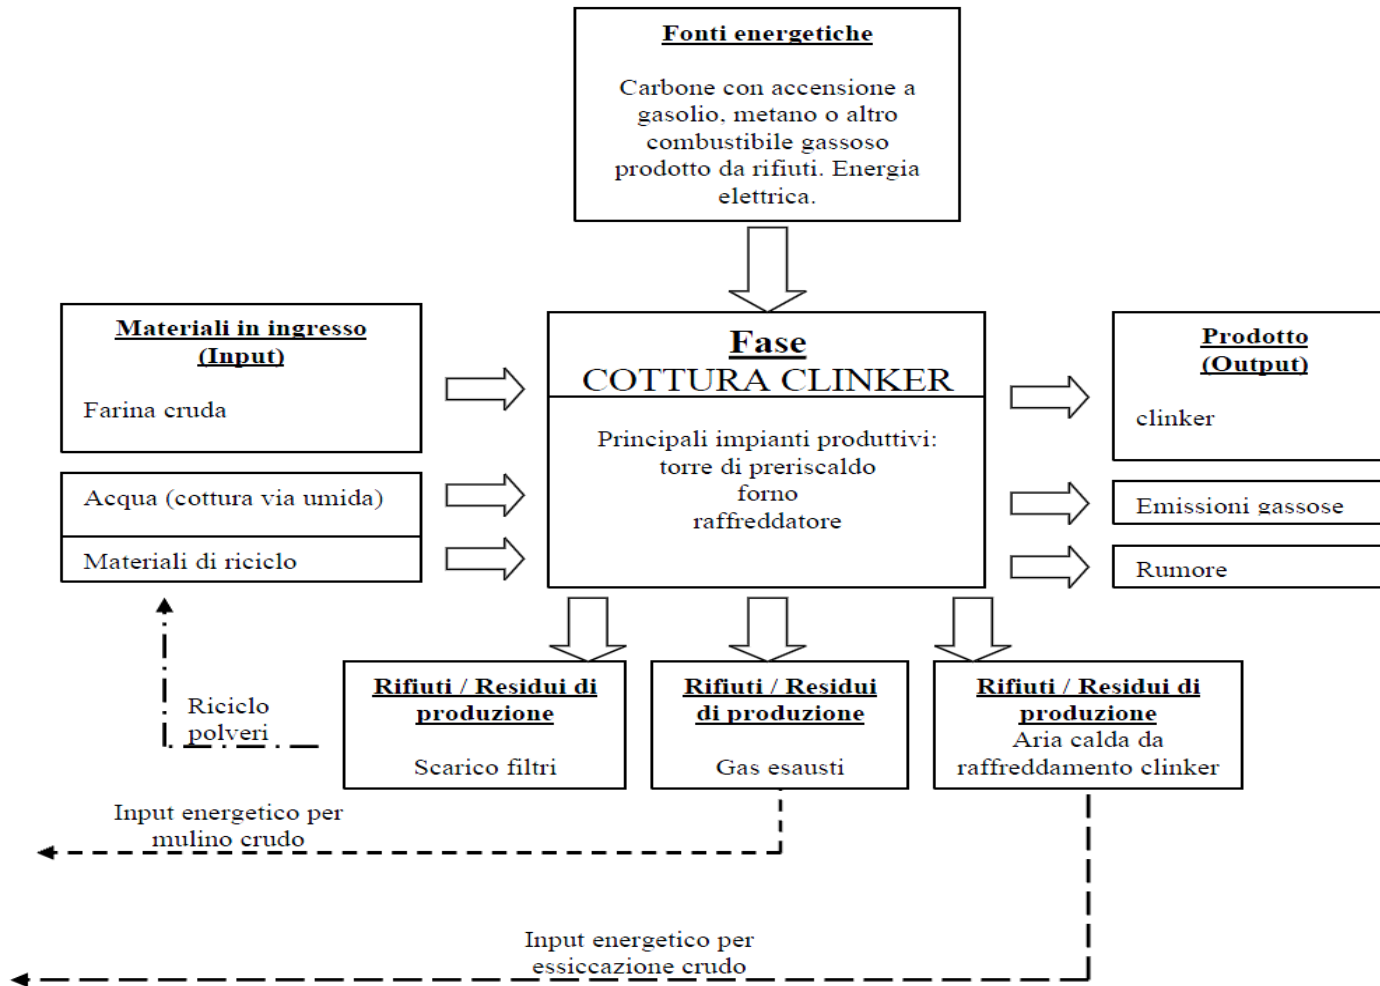 Fonti energetiche
Carbone con accensione a
gasolio, metano o altro
combustibile gassoso
prodotto da rifiuti. Energia
elettrica.
Materiali in ingresso
(Input)
Farina cruda
Acqua (cottura via umida)
Materiali di riciclo
Fase
COTTURA CLINKER
Principali impianti produttivi:
torre di preriscaldo
forno
raffreddatore
Prodotto
(Output)
clinker
Emissioni gassose
Rumore
Riciclo
polveri
Rifiuti / Residui di
produzione
Scarico filtri
Rifiuti / Residui
di produzione
Gas esausti
Rifiuti / Residui di
produzione
Aria calda da
raffreddamento clinker
Input energetico per
mulino crudo
Input energetico per
essiccazione crudo